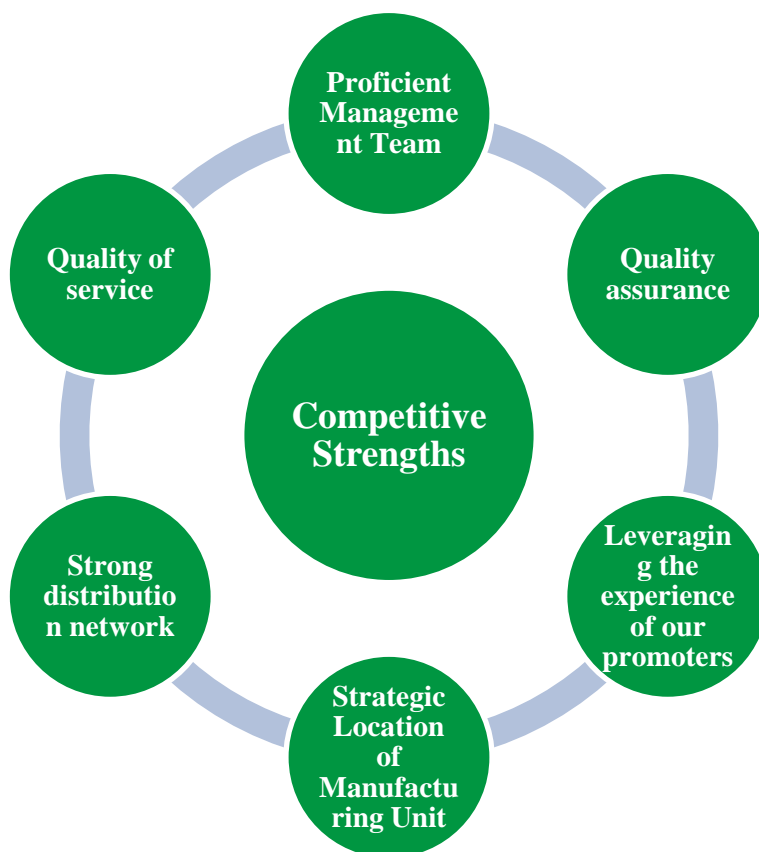 Proficient
Manageme
nt Team
Quality of
service
Quality
assurance
Competitive
Strengths
Strong
distributio
n network
Leveragin
g the
experience
of our
promoters
Strategic
Location
of
Manufactu
ring Unit